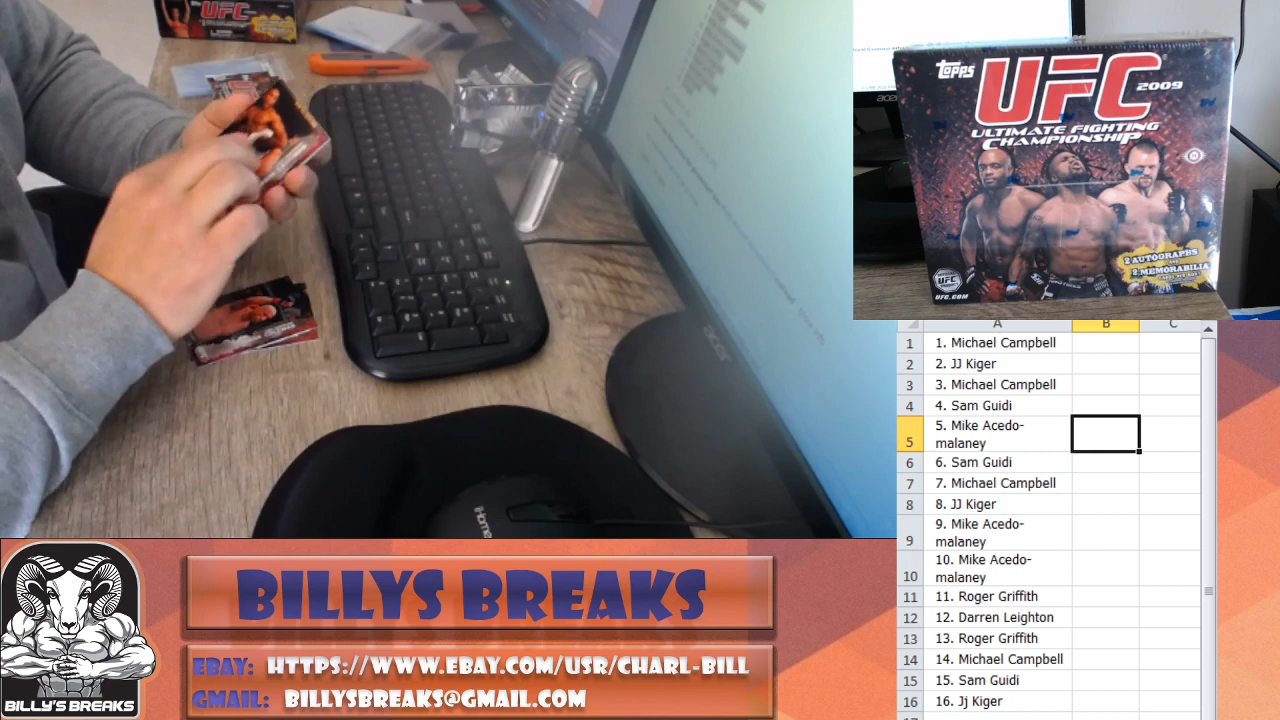 UFC
iHome
acer
Topps
UFC® 2009
ULTIMATE FIGHTING
CHAMPIONSHIP
2 AUTOGRAPHS
2 MEMORABILIA
UFC
UFC.COM
A B C
1 1. Michael Campbell
2 2. JJ Kiger
3 3. Michael Campbell
4 4. Sam Guidi
5 5. Mike Acedo-
malaney
6 6. Sam Guidi
7 7. Michael Campbell
8 8. JJ Kiger
9 9. Mike Acedo-
malaney
10 10. Mike Acedo-
malaney
11 11. Roger Griffith
12 12. Darren Leighton
13 13. Roger Griffith
14 14. Michael Campbell
15 15. Sam Guidi
16 16. Jj Kiger
BILLY'S BREAKS
BILLYS BREAKS
EBAY: HTTPS://WWW.EBAY.COM/USR/CHARL-BILL
GMAIL: BILLYSBREAKS@GMAIL.COM